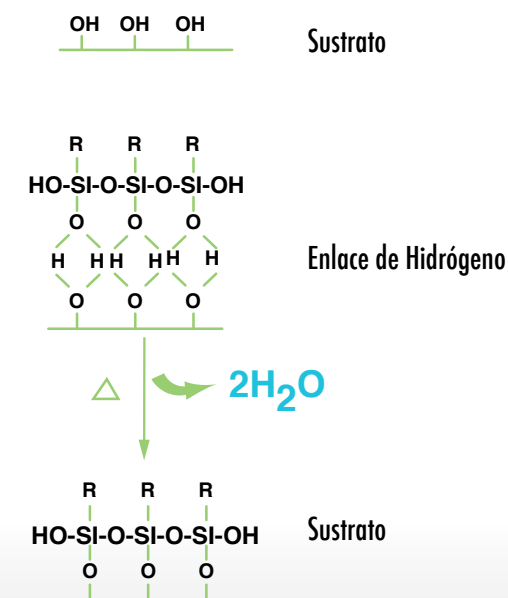 OH OH OH Sustrato
R R R
HO-SI-O-SI-O-SI-OH
O O O
H H H H H H Enlace de Hidrógeno
O O O
2H₂O
R R R
HO-SI-O-SI-O-SI-OH Sustrato
O O O